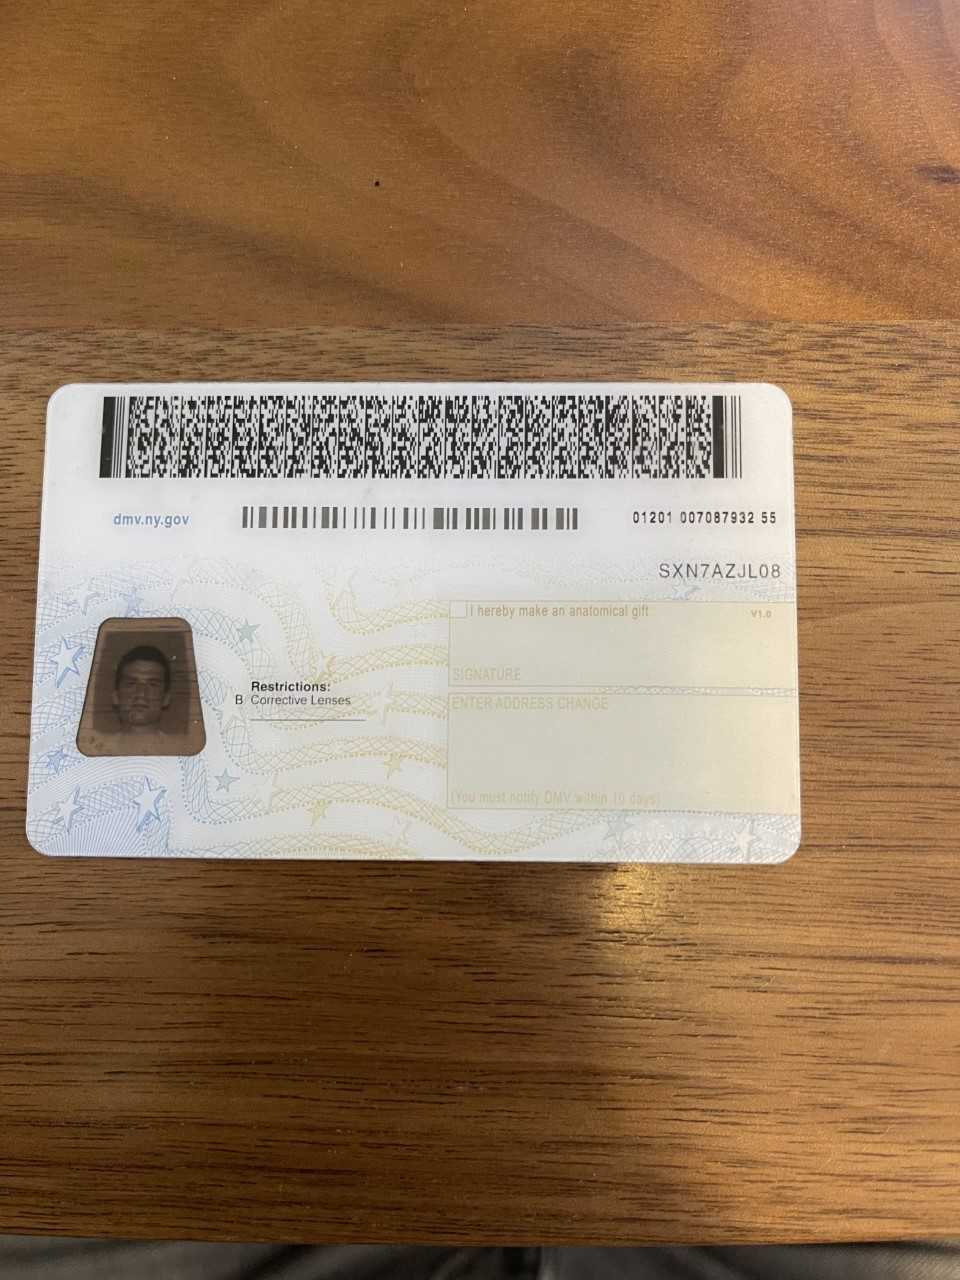 dmv.ny.gov
01201 007087932 55
SXN7AZJL08
I hereby make an anatomical gift
V1.0
SIGNATURE
Restrictions:
B Corrective Lenses
ENTER ADDRESS CHANGE
(You must notify DMV within 10 days)